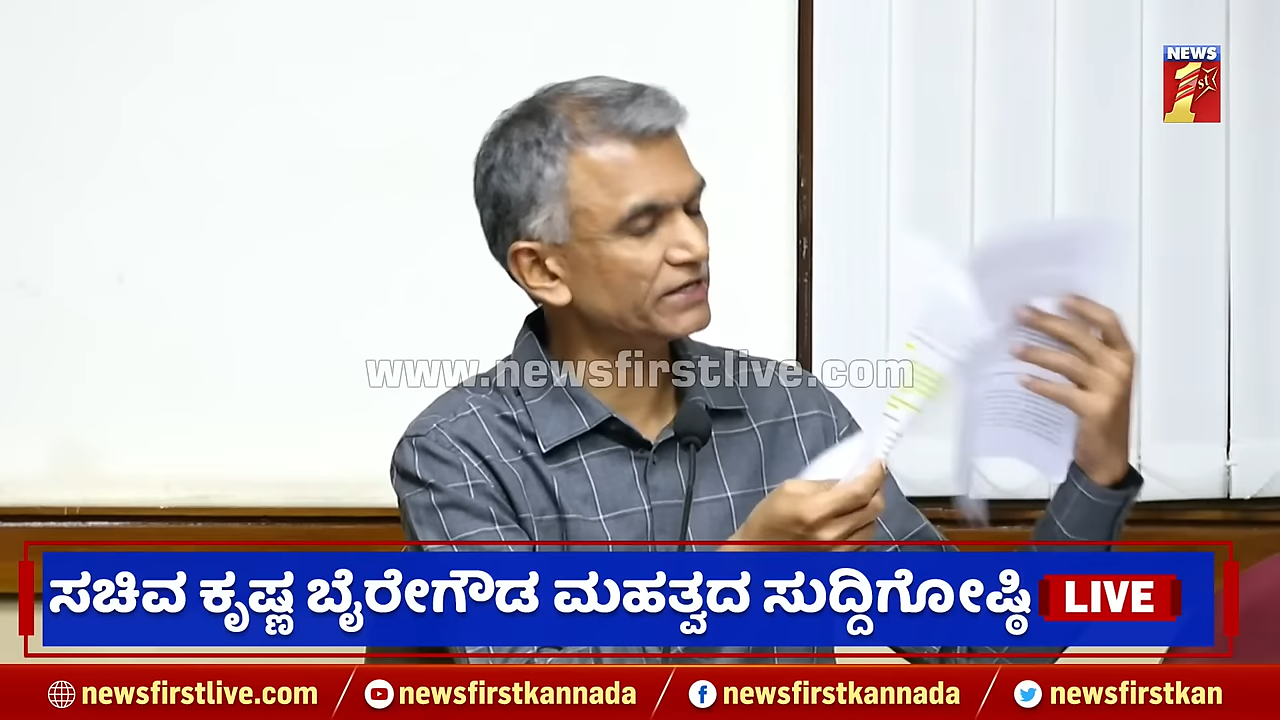 NEWS
1st
www.newsfirstlive.com
ಸಚಿವ ಕೃಷ್ಣ ಬೈರೇಗೌಡ ಮಹತ್ವದ ಸುದ್ದಿಗೋಷ್ಠಿ LIVE
newsfirstlive.com newsfirstkannada newsfirstkannada newsfirstkan